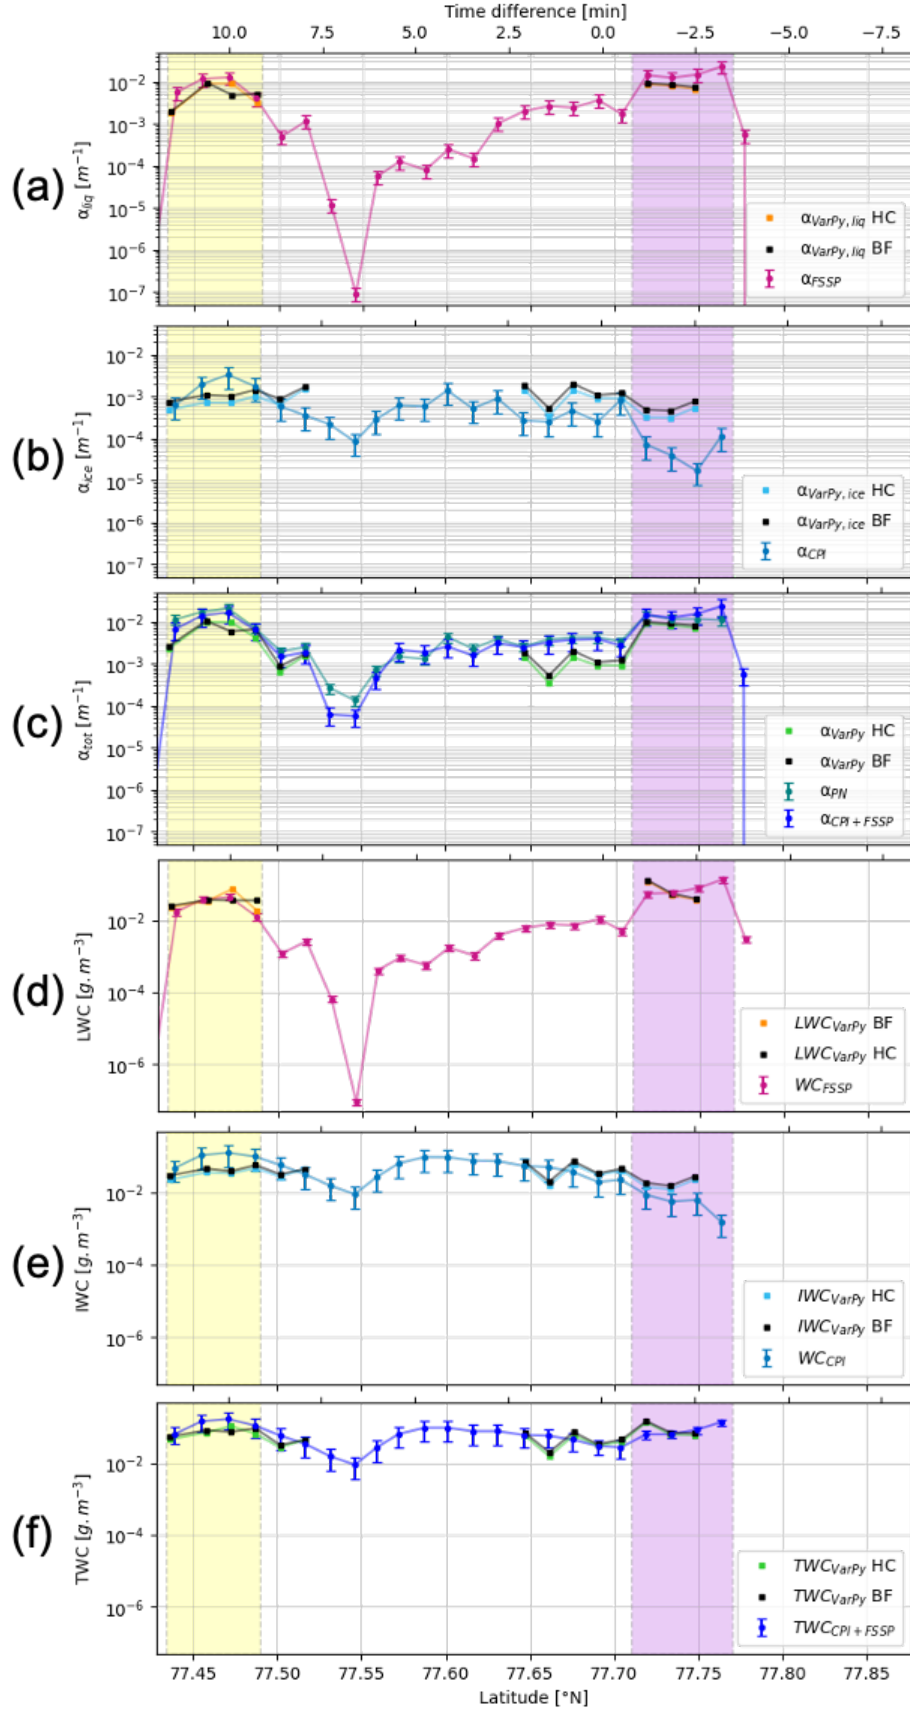 Time difference [min]
10.0 7.5 5.0 2.5 0.0 −2.5 −5.0 −7.5
(a)
α_liq [m⁻¹]
10⁻²
10⁻³
10⁻⁴
10⁻⁵
10⁻⁶
10⁻⁷
α_VarPy, liq HC
α_VarPy, liq BF
α_FSSP
(b)
α_ice [m⁻¹]
10⁻²
10⁻³
10⁻⁴
10⁻⁵
10⁻⁶
10⁻⁷
α_VarPy, ice HC
α_VarPy, ice BF
α_CPI
(c)
α_tot [m⁻¹]
10⁻²
10⁻³
10⁻⁴
10⁻⁵
10⁻⁶
10⁻⁷
α_VarPy HC
α_VarPy BF
α_PN
α_CPI+FSSP
(d)
LWC [g.m⁻³]
10⁻²
10⁻⁴
10⁻⁶
LWC_VarPy BF
LWC_VarPy HC
WC_FSSP
(e)
IWC [g.m⁻³]
10⁻²
10⁻⁴
10⁻⁶
IWC_VarPy HC
IWC_VarPy BF
WC_CPI
(f)
TWC [g.m⁻³]
10⁻²
10⁻⁴
10⁻⁶
TWC_VarPy HC
TWC_VarPy BF
TWC_CPI+FSSP
77.45 77.50 77.55 77.60 77.65 77.70 77.75 77.80 77.85
Latitude [°N]